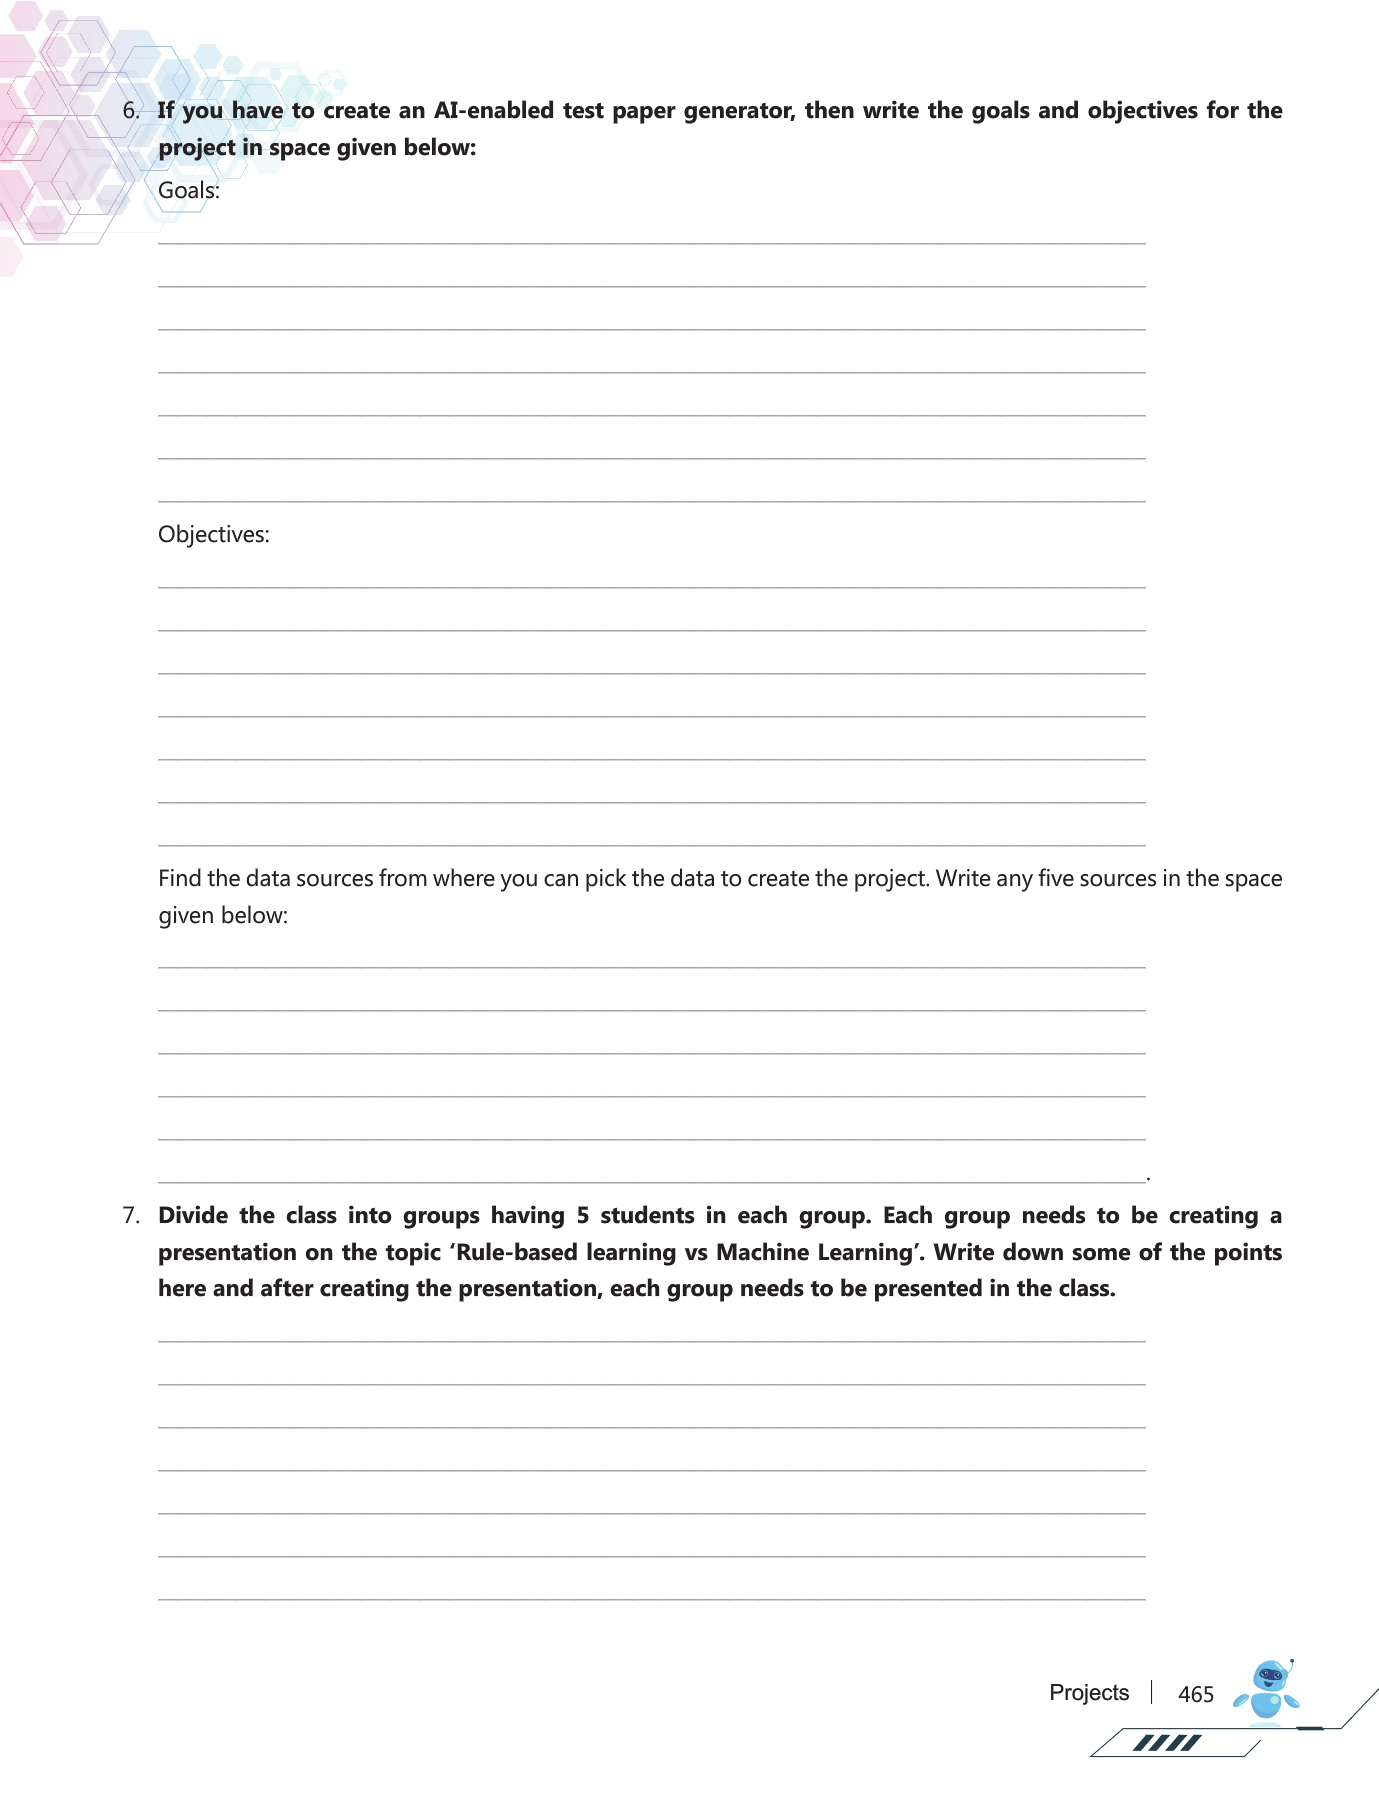 6. If you have to create an AI-enabled test paper generator, then write the goals and objectives for the
project in space given below:
Goals:
Objectives:
Find the data sources from where you can pick the data to create the project. Write any five sources in the space
given below:
.
7. Divide the class into groups having 5 students in each group. Each group needs to be creating a
presentation on the topic ‘Rule-based learning vs Machine Learning’. Write down some of the points
here and after creating the presentation, each group needs to be presented in the class.
Projects | 465